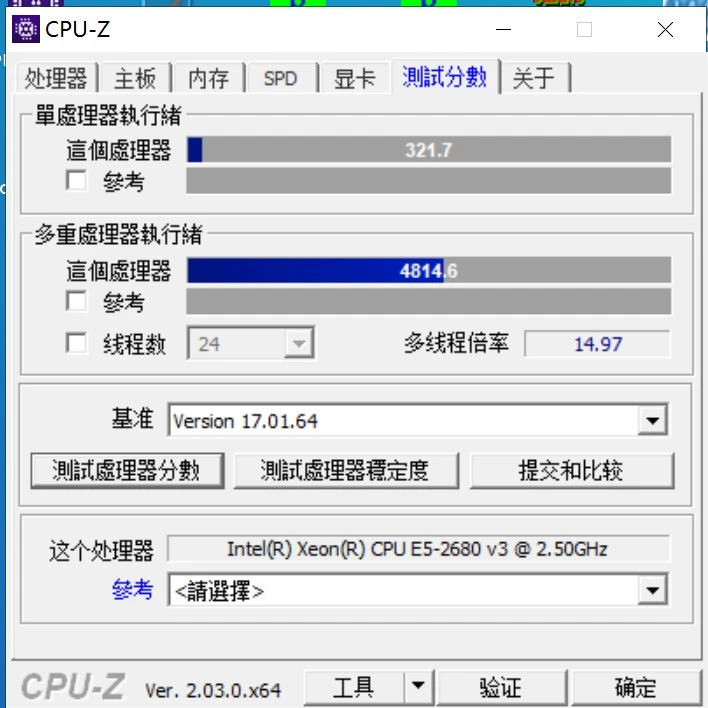 CPU-Z
处理器 主板 内存 SPD 显卡 測試分數 关于
單處理器執行緒
這個處理器 321.7
參考
多重處理器執行緒
這個處理器 4814.6
參考
线程数 24 多线程倍率 14.97
基准 Version 17.01.64
測試處理器分數 測試處理器穩定度 提交和比较
这个处理器 Intel(R) Xeon(R) CPU E5-2680 v3 @ 2.50GHz
參考 <請選擇>
CPU-Z Ver. 2.03.0.x64 工具 验证 确定